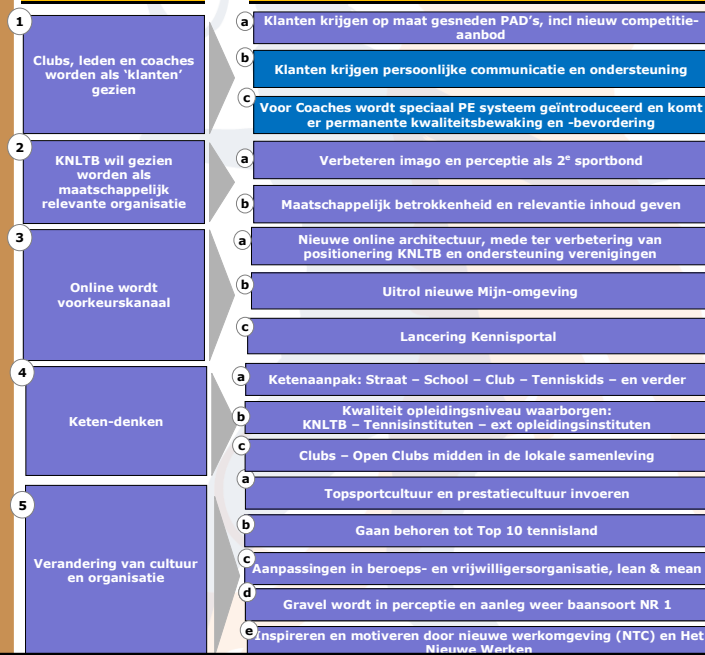 1
Clubs, leden en coaches
worden als ‘klanten’
gezien
a
Klanten krijgen op maat gesneden PAD’s, incl nieuw competitie-
aanbod
b
Klanten krijgen persoonlijke communicatie en ondersteuning
c
Voor Coaches wordt speciaal PE systeem geïntroduceerd en komt
er permanente kwaliteitsbewaking en -bevordering
2
KNLTB wil gezien
worden als
maatschappelijk
relevante organisatie
a
Verbeteren imago en perceptie als 2e sportbond
b
Maatschappelijk betrokkenheid en relevantie inhoud geven
3
Online wordt
voorkeurskanaal
a
Nieuwe online architectuur, mede ter verbetering van
positionering KNLTB en ondersteuning verenigingen
b
Uitrol nieuwe Mijn-omgeving
c
Lancering Kennisportal
4
Keten-denken
a
Ketenaanpak: Straat – School – Club – Tenniskids – en verder
b
Kwaliteit opleidingsniveau waarborgen:
KNLTB – Tennisinstituten – ext opleidingsinstituten
c
Clubs – Open Clubs midden in de lokale samenleving
5
Verandering van cultuur
en organisatie
a
Topsportcultuur en prestatiecultuur invoeren
b
Gaan behoren tot Top 10 tennisland
c
Aanpassingen in beroeps- en vrijwilligersorganisatie, lean & mean
d
Gravel wordt in perceptie en aanleg weer baansoort NR 1
e
Inspireren en motiveren door nieuwe werkomgeving (NTC) en Het
Nieuwe Werken